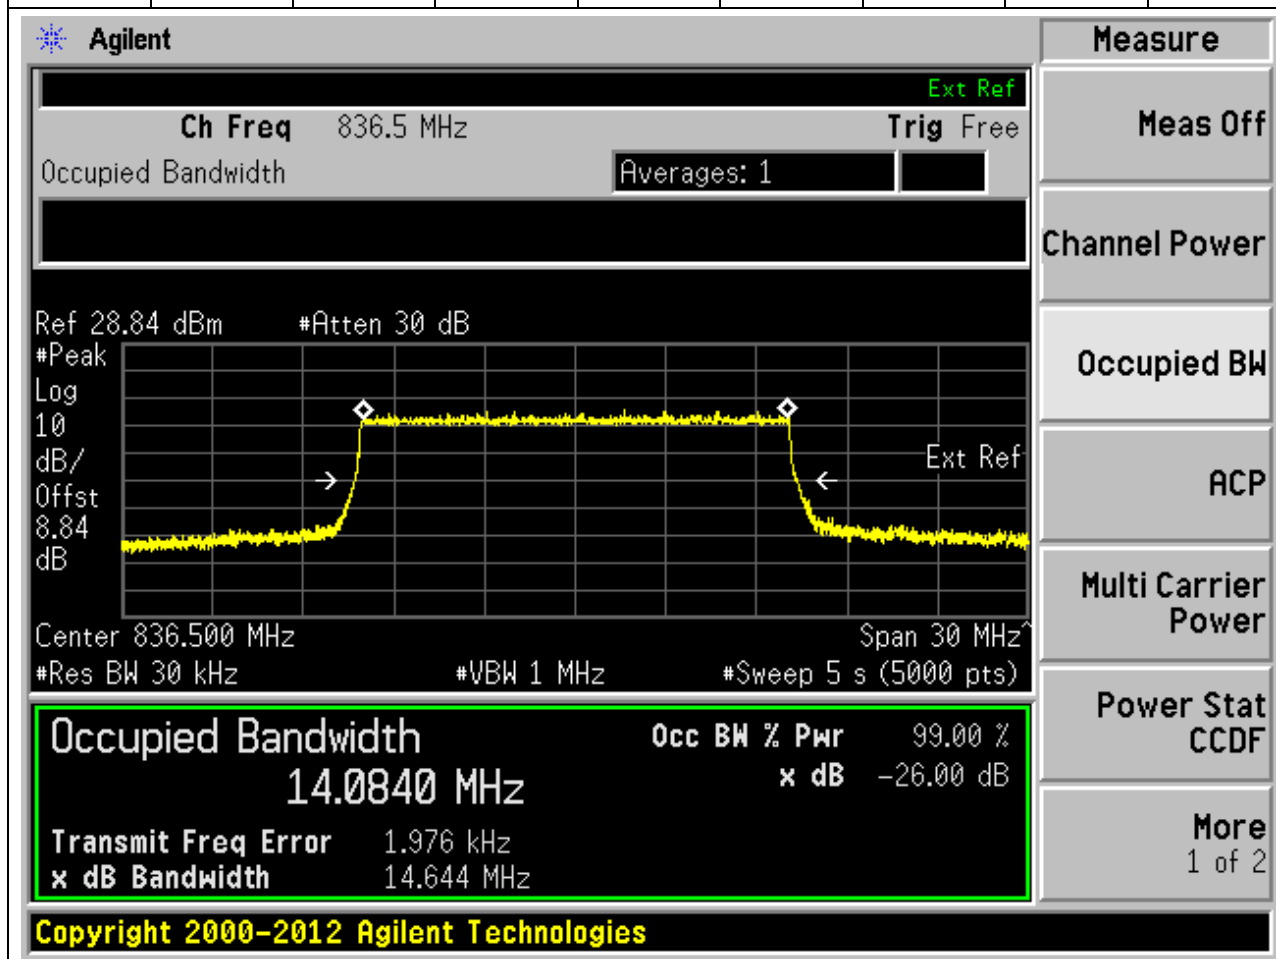 Agilent
Measure
Ext Ref
Ch Freq 836.5 MHz
Trig Free
Meas Off
Occupied Bandwidth
Averages: 1
Channel Power
Ref 28.84 dBm #Atten 30 dB
#Peak
Log
10
dB/
Offst
8.84
dB
Ext Ref
Occupied BW
ACP
Center 836.500 MHz
Span 30 MHz^
#Res BW 30 kHz
#VBW 1 MHz
#Sweep 5 s (5000 pts)
Multi Carrier
Power
Occupied Bandwidth
14.0840 MHz
Occ BW % Pwr 99.00 %
x dB -26.00 dB
Transmit Freq Error 1.976 kHz
x dB Bandwidth 14.644 MHz
Power Stat
CCDF
More
1 of 2
Copyright 2000-2012 Agilent Technologies